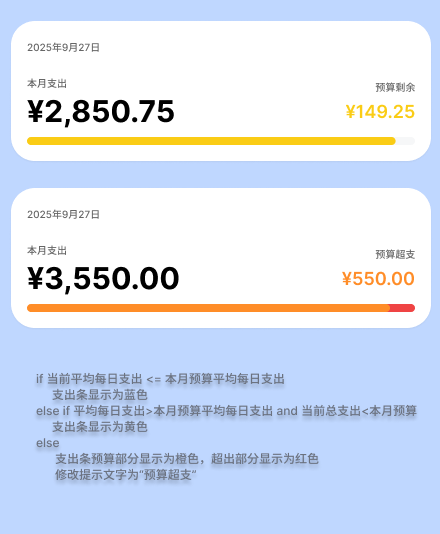 2025年9月27日
本月支出
预算剩余
¥2,850.75
¥149.25
2025年9月27日
本月支出
预算超支
¥3,550.00
¥550.00
if 当前平均每日支出 <= 本月预算平均每日支出
支出条显示为蓝色
else if 平均每日支出>本月预算平均每日支出 and 当前总支出<本月预算
支出条显示为黄色
else
支出条预算部分显示为橙色，超出部分显示为红色
修改提示文字为“预算超支”